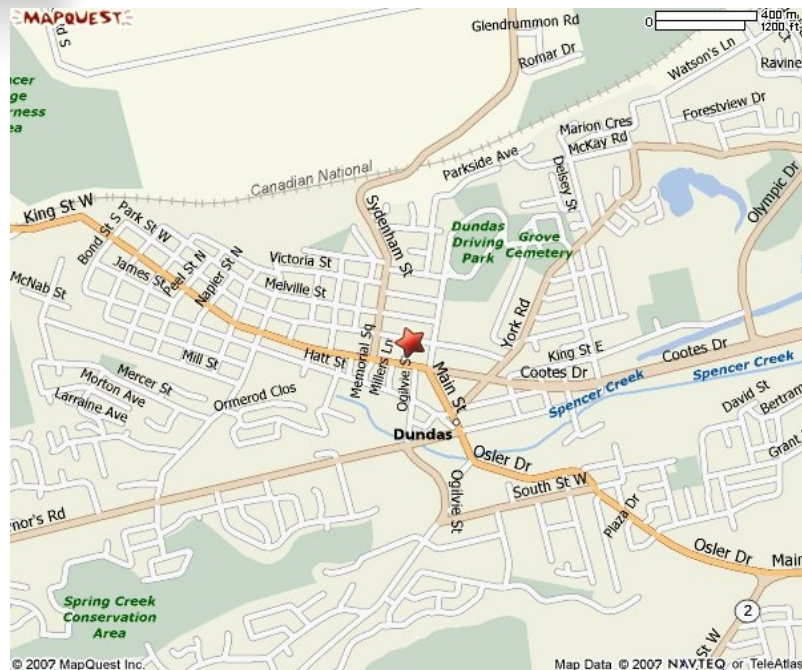 MAPQUEST
0
400 m
1200 ft
Glendrummon Rd
Romar Dr
Watson's Ln
Ravine
Forestview Dr
Marion Cres
McKay Rd
Parkside Ave
Delsey St
Canadian National
Olympic Dr
King St W
Park St W
Bond St S
Sydenham St
Dundas
Driving
Park
Grove
Cemetery
Peel St N
Napier St N
Victoria St
James St
McNab St
Melville St
York Rd
Memorial Sq
Millers Ln
Ogilvie S
Hatt St
Mill St
King St E
Cootes Dr
Cootes Dr
Main St
Mercer St
Morton Ave
Larraine Ave
Ormerod Clos
Spencer Creek
Spencer Creek
David St
Bertram
Grant
Dundas
Osler Dr
South St W
Ogilvie St
Plaza Dr
nor's Rd
Osler Dr
Main
Spring Creek
Conservation
Area
2
St W
© 2007 MapQuest Inc.
Map Data © 2007 NAVTEQ or TeleAtlas